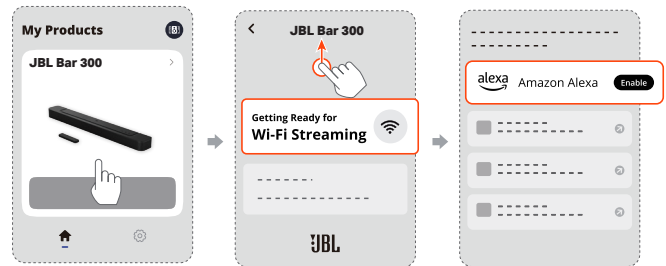 My Products
JBL Bar 300
JBL Bar 300
Getting Ready for
Wi-Fi Streaming
JBL
alexa
Amazon Alexa
Enable